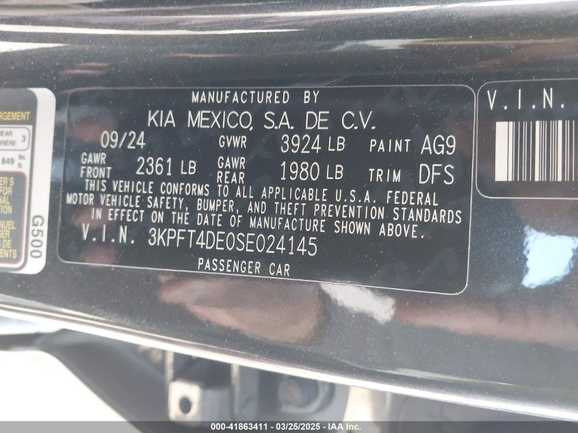 MANUFACTURED BY
KIA MEXICO, S.A. DE C.V.
09/24 GVWR 3924 LB PAINT AG9
GAWR FRONT 2361 LB GAWR REAR 1980 LB TRIM DFS
THIS VEHICLE CONFORMS TO ALL APPLICABLE U.S.A. FEDERAL
MOTOR VEHICLE SAFETY, BUMPER, AND THEFT PREVENTION STANDARDS
IN EFFECT ON THE DATE OF MANUFACTURE SHOWN ABOVE.
V.I.N. 3KPFT4DE0SE024145
PASSENGER CAR
V.I.N.
G500
000-41863411 - 03/25/2025 - IAAI.com